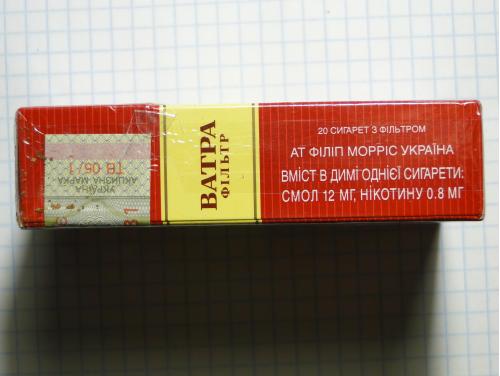 УКРАЇНА
АКЦИЗНА МАРКА
ТВ 05/1
ВАТРА
ФІЛЬТР
20 СИГАРЕТ З ФІЛЬТРОМ
АТ ФІЛІП МОРРІС УКРАЇНА
ВМІСТ В ДИМІ ОДНІЄЇ СИГАРЕТИ:
СМОЛ 12 МГ, НІКОТИНУ 0.8 МГ